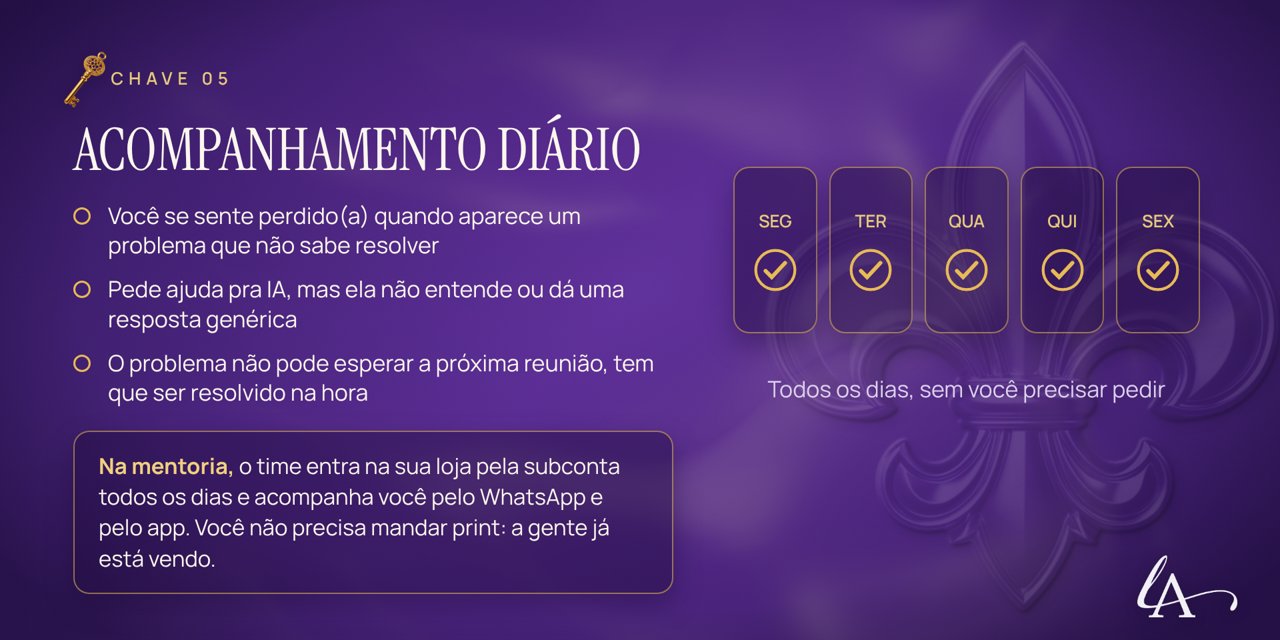 CHAVE 05
ACOMPANHAMENTO DIÁRIO
Você se sente perdido(a) quando aparece um
problema que não sabe resolver
Pede ajuda pra IA, mas ela não entende ou dá uma
resposta genérica
O problema não pode esperar a próxima reunião, tem
que ser resolvido na hora
Na mentoria, o time entra na sua loja pela subconta
todos os dias e acompanha você pelo WhatsApp e
pelo app. Você não precisa mandar print: a gente já
está vendo.
SEG TER QUA QUI SEX
Todos os dias, sem você precisar pedir
LA